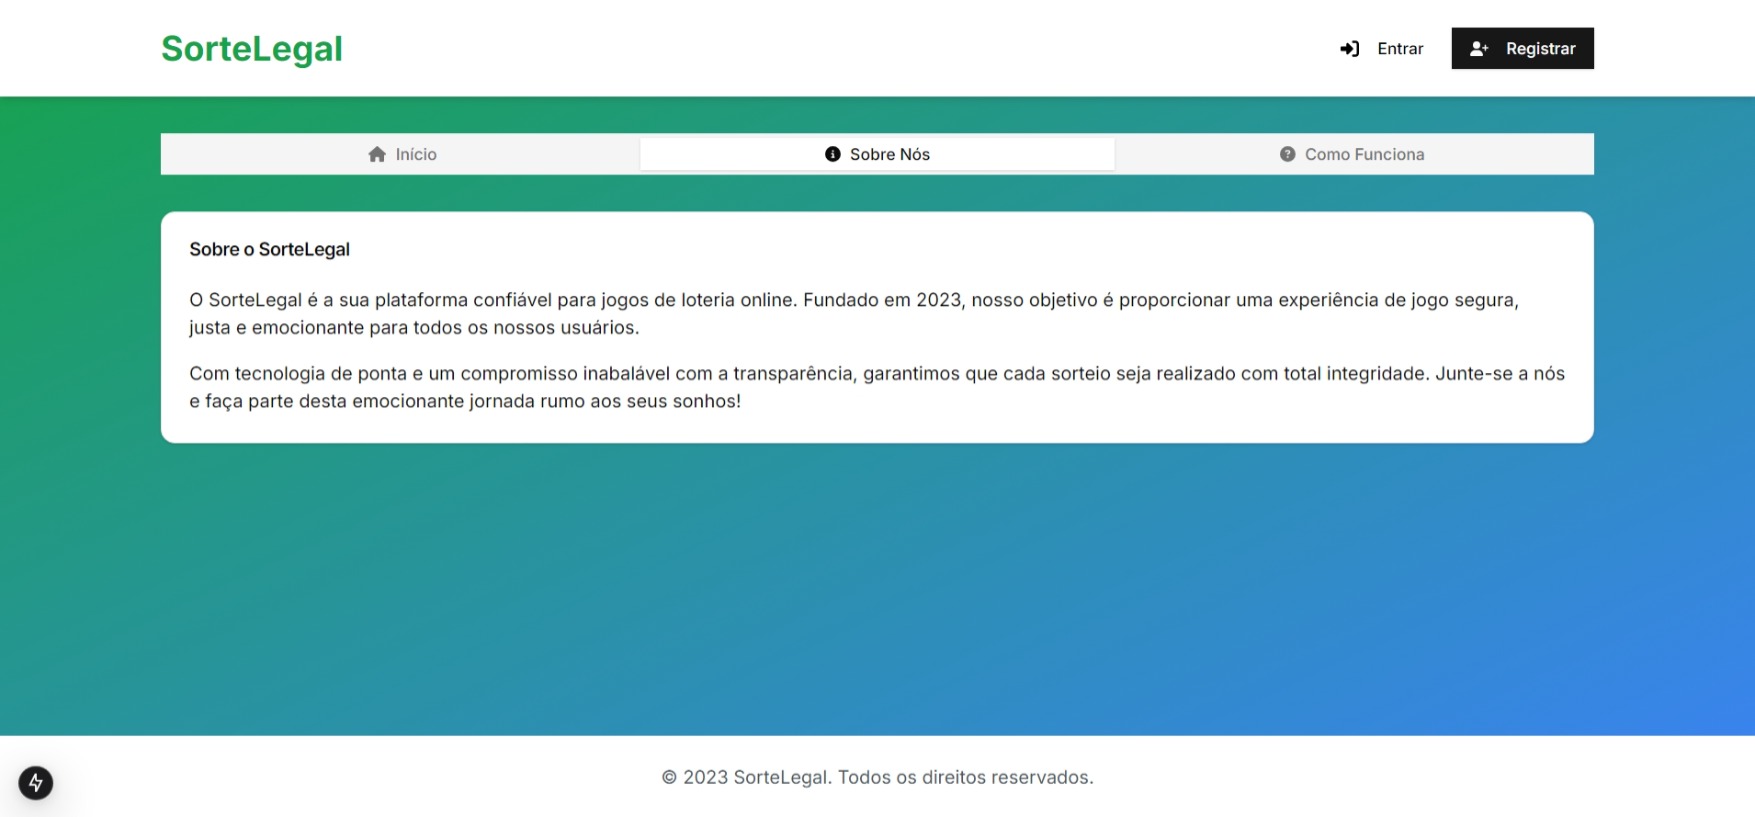 SorteLegal
Entrar
Registrar
Início
Sobre Nós
Como Funciona
Sobre o SorteLegal
O SorteLegal é a sua plataforma confiável para jogos de loteria online. Fundado em 2023, nosso objetivo é proporcionar uma experiência de jogo segura,
justa e emocionante para todos os nossos usuários.
Com tecnologia de ponta e um compromisso inabalável com a transparência, garantimos que cada sorteio seja realizado com total integridade. Junte-se a nós
e faça parte desta emocionante jornada rumo aos seus sonhos!
© 2023 SorteLegal. Todos os direitos reservados.